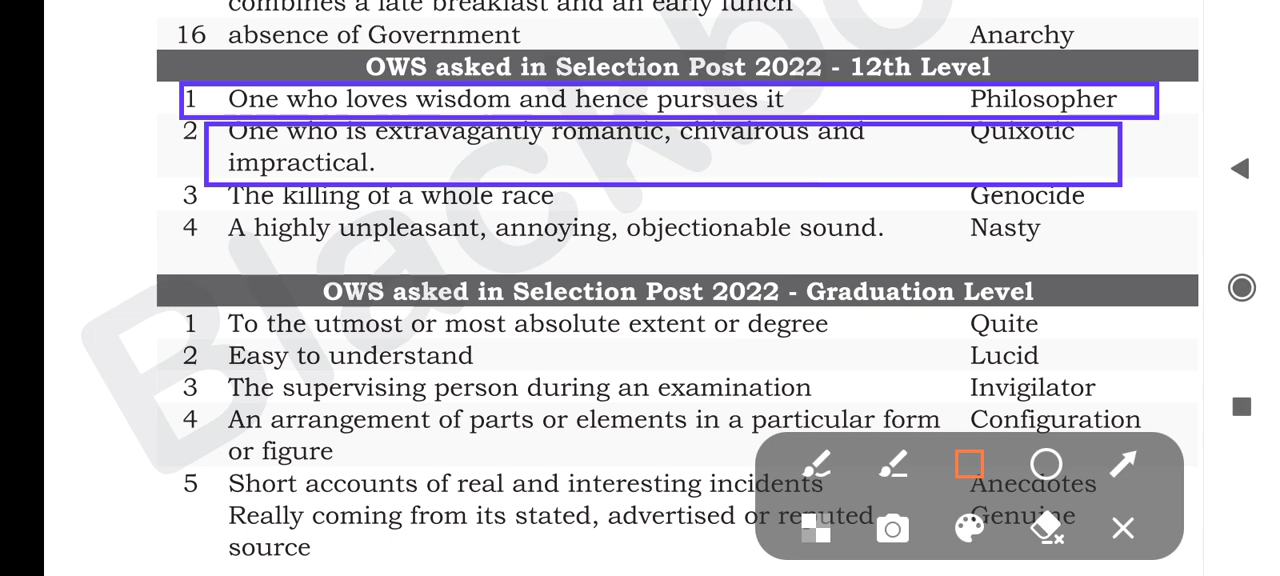 combines a late breakfast and an early lunch
16 absence of Government Anarchy
OWS asked in Selection Post 2022 - 12th Level
1 One who loves wisdom and hence pursues it Philosopher
2 One who is extravagantly romantic, chivalrous and Quixotic
impractical.
3 The killing of a whole race Genocide
4 A highly unpleasant, annoying, objectionable sound. Nasty
OWS asked in Selection Post 2022 - Graduation Level
1 To the utmost or most absolute extent or degree Quite
2 Easy to understand Lucid
3 The supervising person during an examination Invigilator
4 An arrangement of parts or elements in a particular form Configuration
or figure
5 Short accounts of real and interesting incidents Anecdotes
Really coming from its stated, advertised or reputed Genuine
source
Blackbo